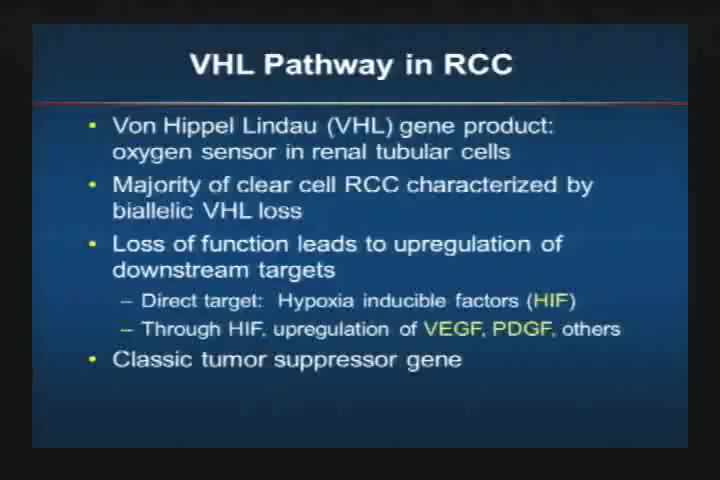 VHL Pathway in RCC
• Von Hippel Lindau (VHL) gene product:
oxygen sensor in renal tubular cells
• Majority of clear cell RCC characterized by
biallelic VHL loss
• Loss of function leads to upregulation of
downstream targets
– Direct target: Hypoxia inducible factors (HIF)
– Through HIF, upregulation of VEGF, PDGF, others
• Classic tumor suppressor gene